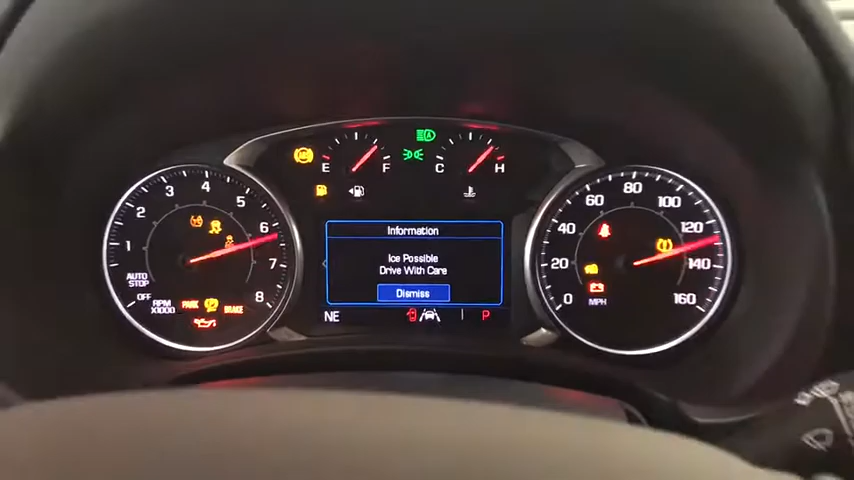 ABS
E F
C H
1 2 3 4 5 6 7 8
AUTO
STOP
OFF
RPM
X1000
PARK
BRAKE
Information
Ice Possible
Drive With Care
Dismiss
NE
P
0 20 40 60 80 100 120 140 160
MPH